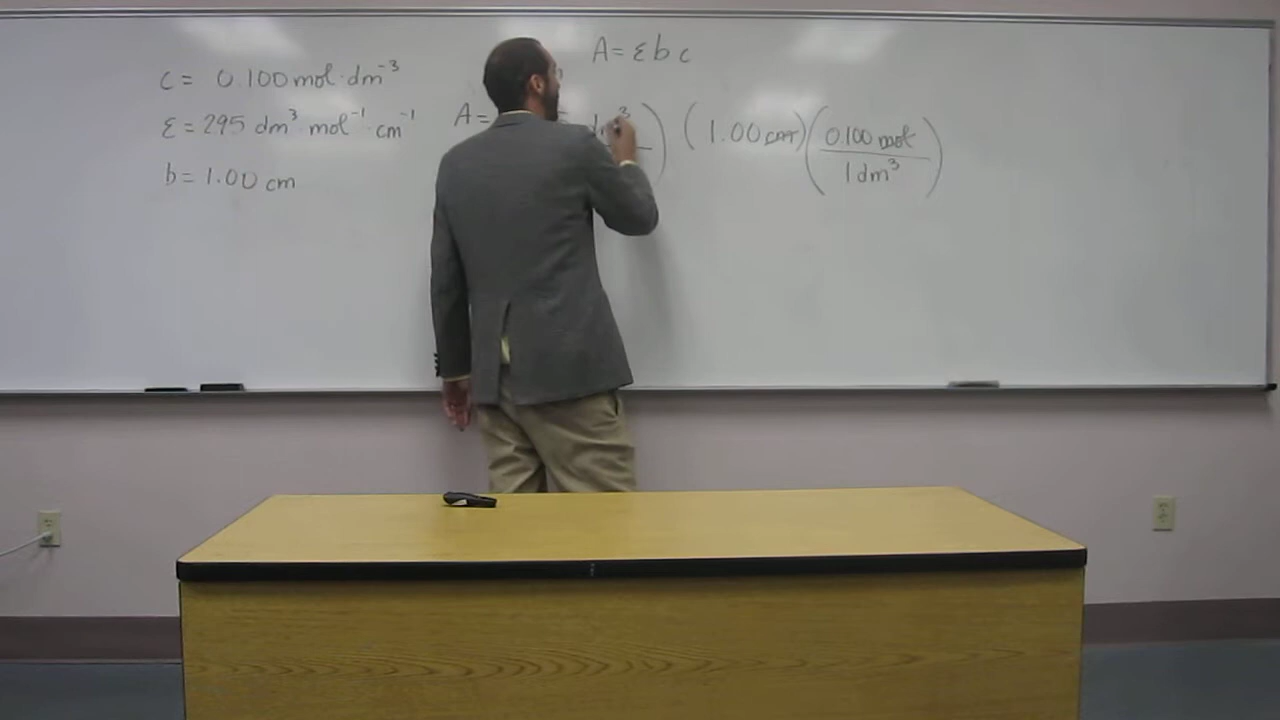 A = ε b c
c = 0.100 mol · dm⁻³
ε = 295 dm³ · mol⁻¹ · cm⁻¹
b = 1.00 cm
A = dm³ ) ( 1.00 cm ) ( 0.100 mol / 1 dm³ )